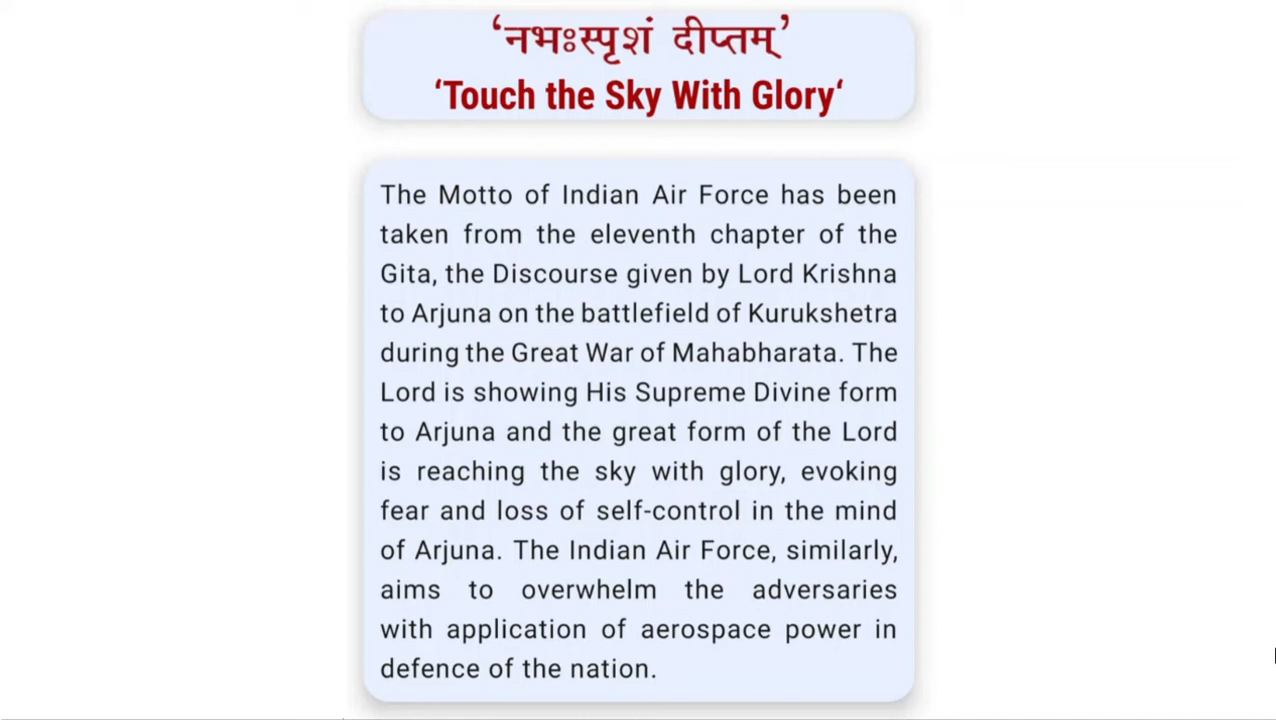 ‘नभःस्पृशं दीप्तम्’
‘Touch the Sky With Glory‘
The Motto of Indian Air Force has been
taken from the eleventh chapter of the
Gita, the Discourse given by Lord Krishna
to Arjuna on the battlefield of Kurukshetra
during the Great War of Mahabharata. The
Lord is showing His Supreme Divine form
to Arjuna and the great form of the Lord
is reaching the sky with glory, evoking
fear and loss of self-control in the mind
of Arjuna. The Indian Air Force, similarly,
aims to overwhelm the adversaries
with application of aerospace power in
defence of the nation.